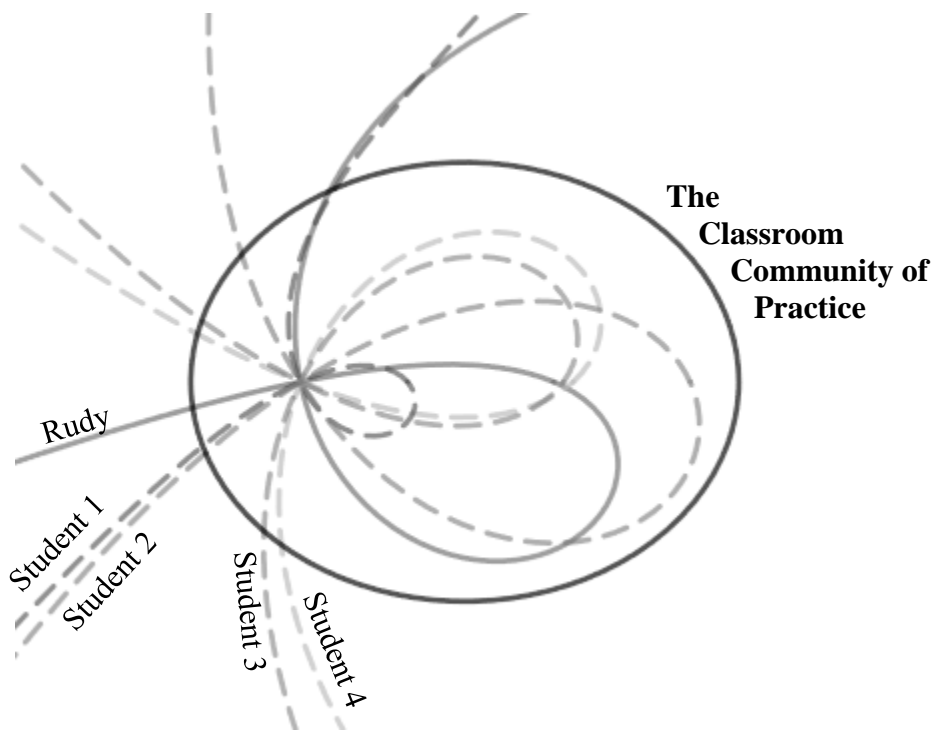 The
Classroom
Community of
Practice
Rudy
Student 1
Student 2
Student 3
Student 4